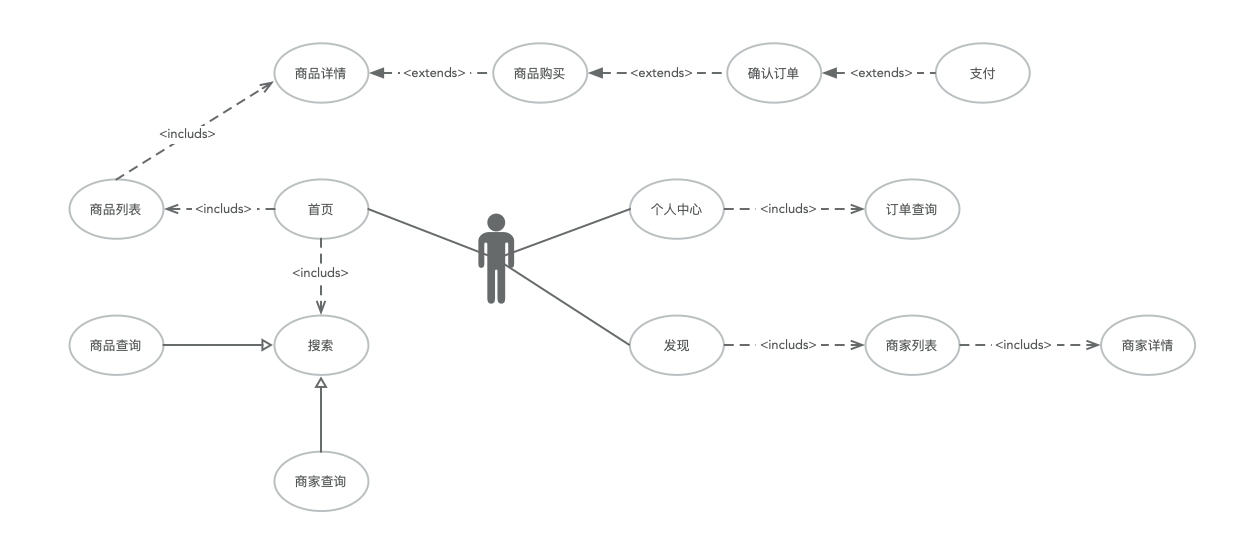 商品详情
<extends>
商品购买
<extends>
确认订单
<extends>
支付
<includs>
商品列表
<includs>
首页
个人中心
<includs>
订单查询
<includs>
商品查询
搜索
发现
<includs>
商家列表
<includs>
商家详情
商家查询